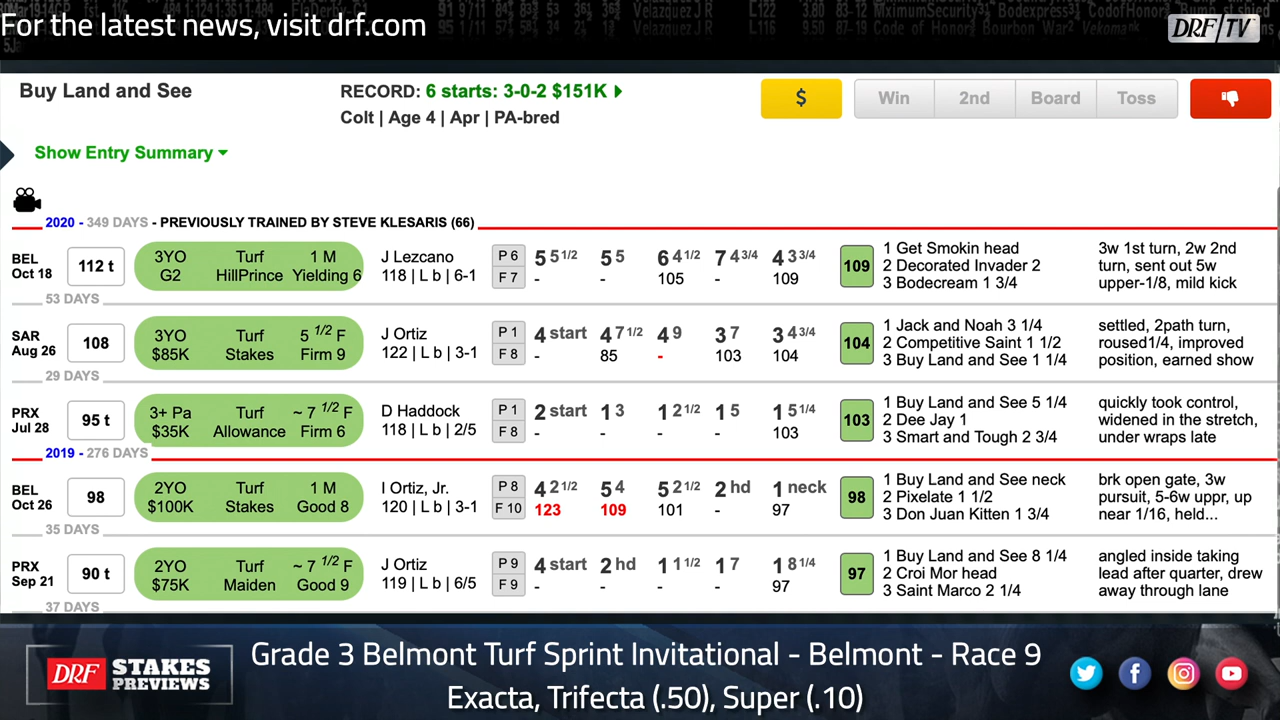 For the latest news, visit drf.com
DRF/TV
Buy Land and See
RECORD: 6 starts: 3-0-2 $151K
Colt | Age 4 | Apr | PA-bred
$
Win 2nd Board Toss
Show Entry Summary
2020 - 349 DAYS - PREVIOUSLY TRAINED BY STEVE KLESARIS (66)
BEL 112 t 3YO Turf 1 M J Lezcano P 6 5 5 1/2 5 5 6 4 1/2 7 4 3/4 4 3 3/4 109 1 Get Smokin head 3w 1st turn, 2w 2nd
Oct 18 G2 HillPrince Yielding 6 118 | L b | 6-1 F 7 - - 105 - 109 2 Decorated Invader 2 turn, sent out 5w
3 Bodecream 1 3/4 upper-1/8, mild kick
53 DAYS
SAR 108 3YO Turf 5 1/2 F J Ortiz P 1 4 start 4 7 1/2 4 9 3 7 3 4 3/4 104 1 Jack and Noah 3 1/4 settled, 2path turn,
Aug 26 $85K Stakes Firm 9 122 | L b | 3-1 F 8 - 85 - 103 104 2 Competitive Saint 1 1/2 roused1/4, improved
3 Buy Land and See 1 1/4 position, earned show
29 DAYS
PRX 95 t 3+ Pa Turf ~ 7 1/2 F D Haddock P 1 2 start 1 3 1 2 1/2 1 5 1 5 1/4 103 1 Buy Land and See 5 1/4 quickly took control,
Jul 28 $35K Allowance Firm 6 118 | L b | 2/5 F 8 - - - - 103 2 Dee Jay 1 widened in the stretch,
3 Smart and Tough 2 3/4 under wraps late
2019 - 276 DAYS
BEL 98 2YO Turf 1 M I Ortiz, Jr. P 8 4 2 1/2 5 4 5 2 1/2 2 hd 1 neck 98 1 Buy Land and See neck brk open gate, 3w
Oct 26 $100K Stakes Good 8 120 | L b | 3-1 F 10 123 109 101 - 97 2 Pixelate 1 1/2 pursuit, 5-6w uppr, up
3 Don Juan Kitten 1 3/4 near 1/16, held...
35 DAYS
PRX 90 t 2YO Turf ~ 7 1/2 F J Ortiz P 9 4 start 2 hd 1 1 1/2 1 7 1 8 1/4 97 1 Buy Land and See 8 1/4 angled inside taking
Sep 21 $75K Maiden Good 9 119 | L b | 6/5 F 9 - - - - 97 2 Croi Mor head lead after quarter, drew
3 Saint Marco 2 1/4 away through lane
37 DAYS
DRF STAKES PREVIEWS
Grade 3 Belmont Turf Sprint Invitational - Belmont - Race 9
Exacta, Trifecta (.50), Super (.10)